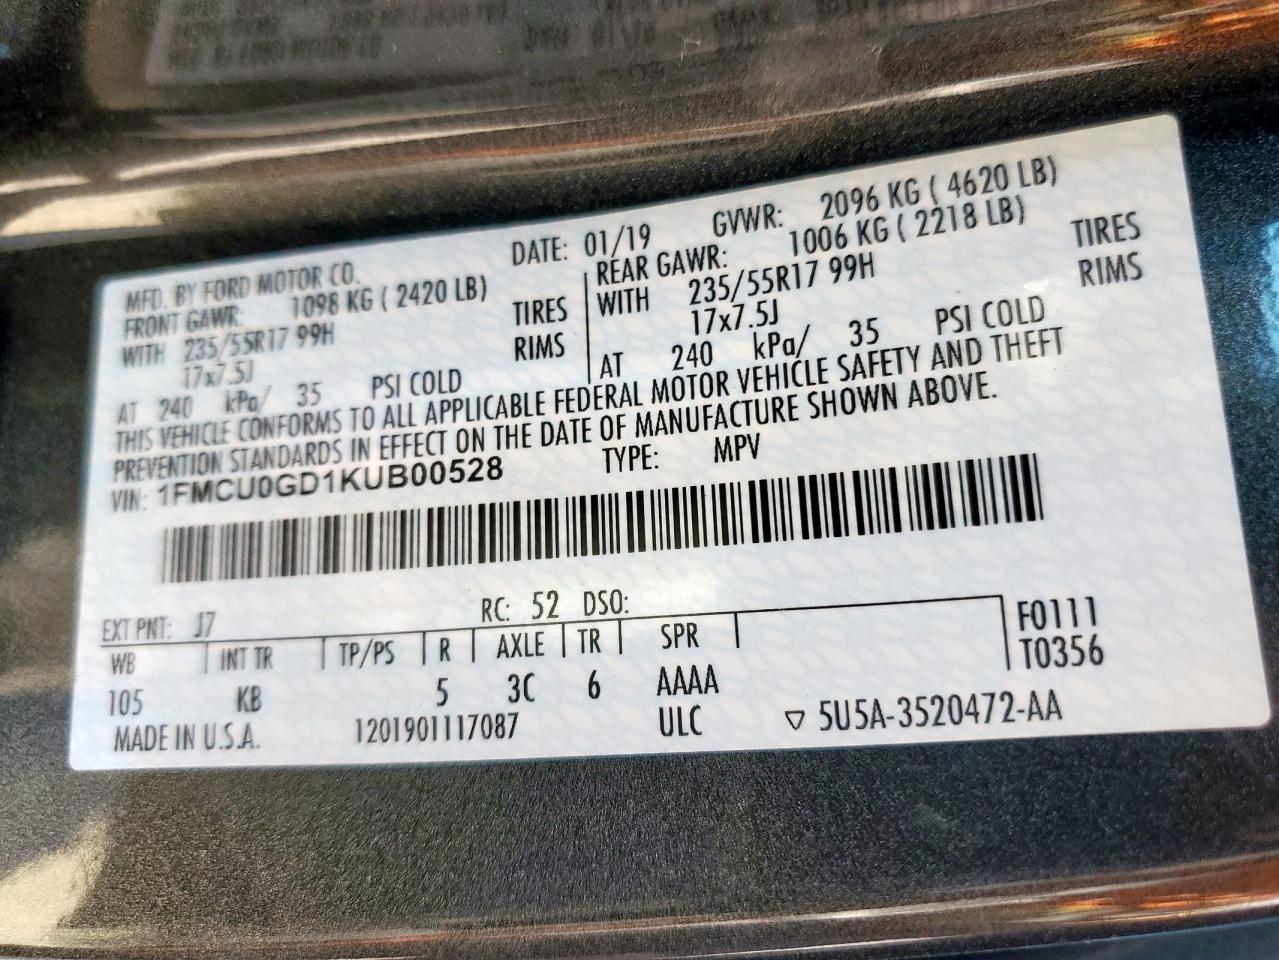 MFD. BY FORD MOTOR CO. DATE: 01/19 GVWR: 2096 KG ( 4620 LB)
FRONT GAWR: 1098 KG ( 2420 LB) REAR GAWR: 1006 KG ( 2218 LB)
WITH 235/55R17 99H TIRES WITH 235/55R17 99H TIRES
17x7.5J RIMS 17x7.5J RIMS
AT 240 kPa/ 35 PSI COLD AT 240 kPa/ 35 PSI COLD
THIS VEHICLE CONFORMS TO ALL APPLICABLE FEDERAL MOTOR VEHICLE SAFETY AND THEFT
PREVENTION STANDARDS IN EFFECT ON THE DATE OF MANUFACTURE SHOWN ABOVE.
VIN: 1FMCU0GD1KUB00528 TYPE: MPV
EXT PNT: J7 RC: 52 DSO:
WB INT TR TP/PS R AXLE TR SPR F0111
T0356
105 KB 5 3C 6 AAAA
MADE IN U.S.A. 1201901117087 ULC ▽ 5U5A-3520472-AA